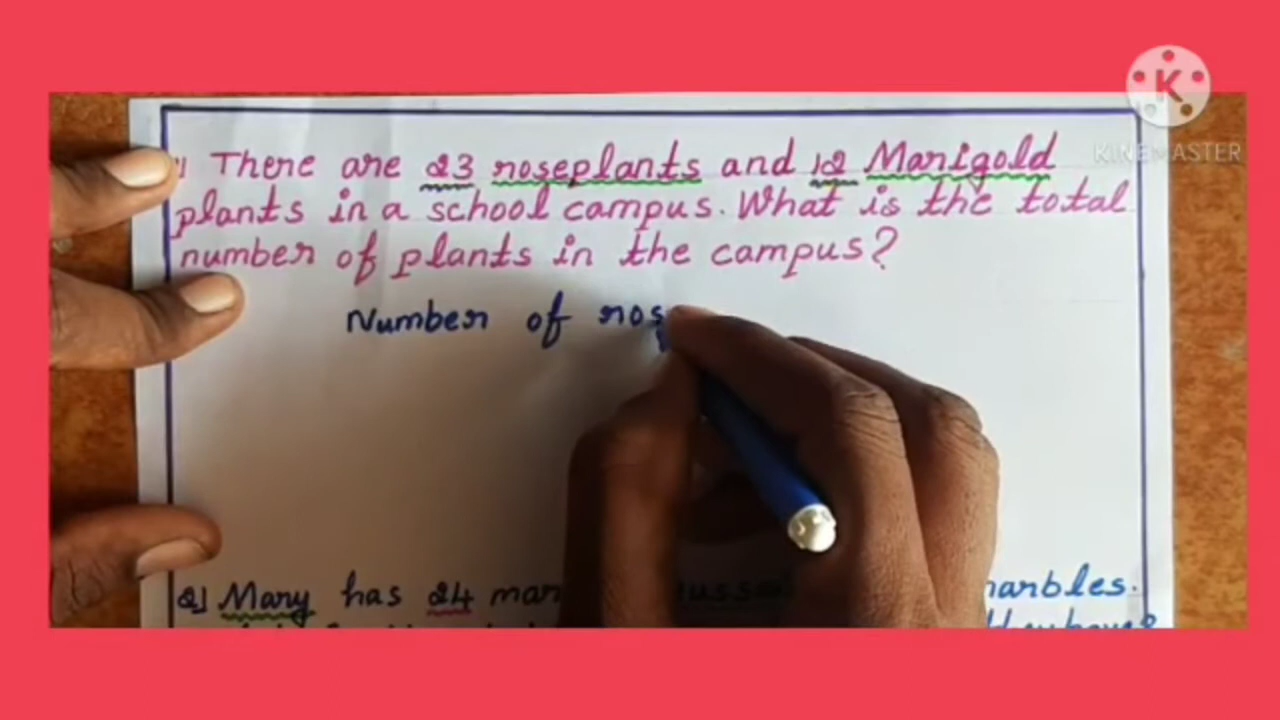 K
KINEMASTER
1) There are 23 roseplants and 12 Marigold
plants in a school campus. What is the total
number of plants in the campus?
Number of ros
2) Mary has 24 mar marbles.